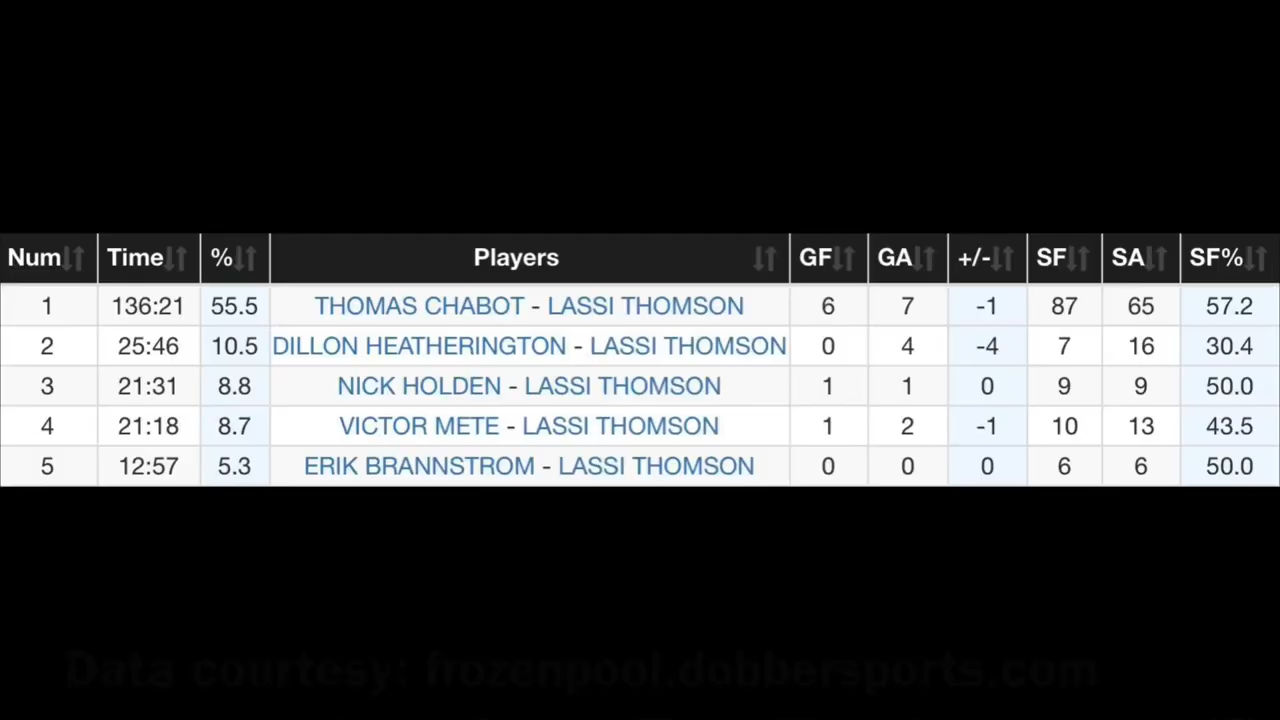 Num Time % Players GF GA +/- SF SA SF%
1 136:21 55.5 THOMAS CHABOT - LASSI THOMSON 6 7 -1 87 65 57.2
2 25:46 10.5 DILLON HEATHERINGTON - LASSI THOMSON 0 4 -4 7 16 30.4
3 21:31 8.8 NICK HOLDEN - LASSI THOMSON 1 1 0 9 9 50.0
4 21:18 8.7 VICTOR METE - LASSI THOMSON 1 2 -1 10 13 43.5
5 12:57 5.3 ERIK BRANNSTROM - LASSI THOMSON 0 0 0 6 6 50.0
Data courtesy: frozenpool.dobbersports.com